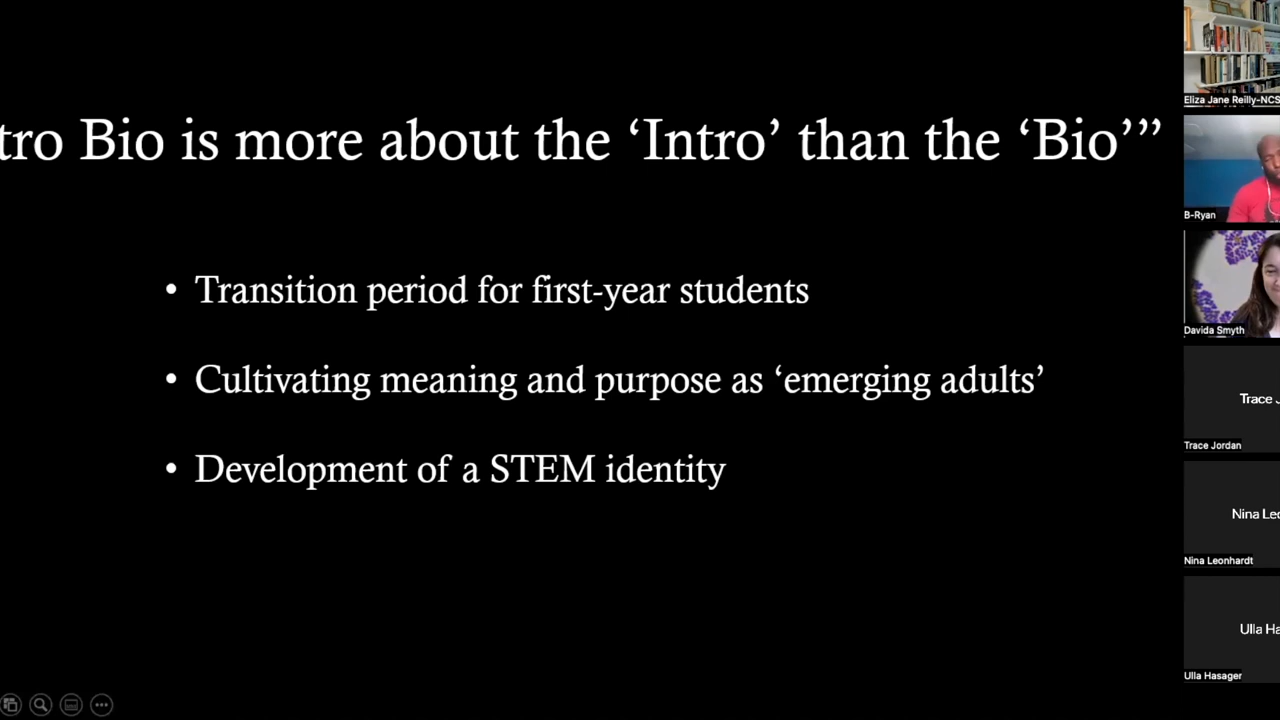 tro Bio is more about the ‘Intro’ than the ‘Bio’”
• Transition period for first-year students
• Cultivating meaning and purpose as ‘emerging adults’
• Development of a STEM identity
Eliza Jane Reilly-NCS
B-Ryan
Davida Smyth
Trace J
Trace Jordan
Nina Leo
Nina Leonhardt
Ulla Ha
Ulla Hasager